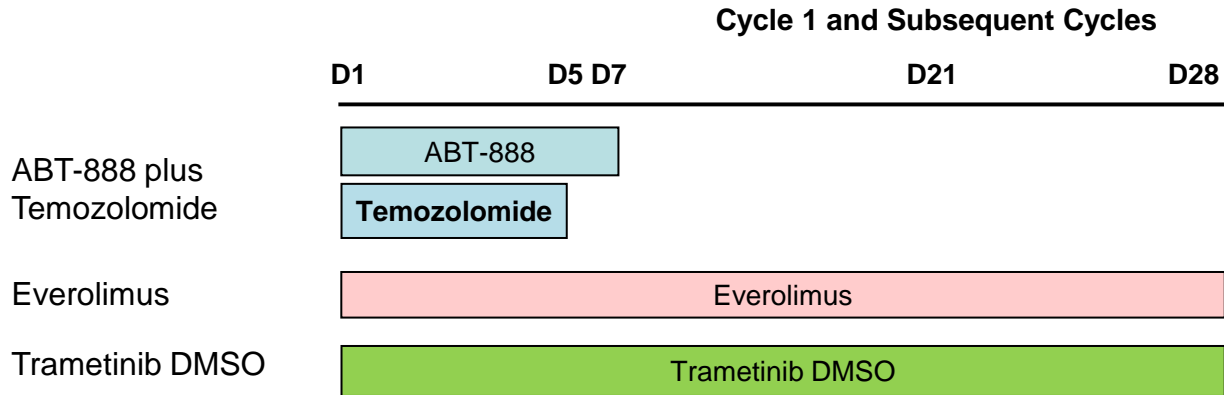 Cycle 1 and Subsequent Cycles
D1 D5 D7 D21 D28
ABT-888 plus
Temozolomide
ABT-888
Temozolomide
Everolimus
Everolimus
Trametinib DMSO
Trametinib DMSO